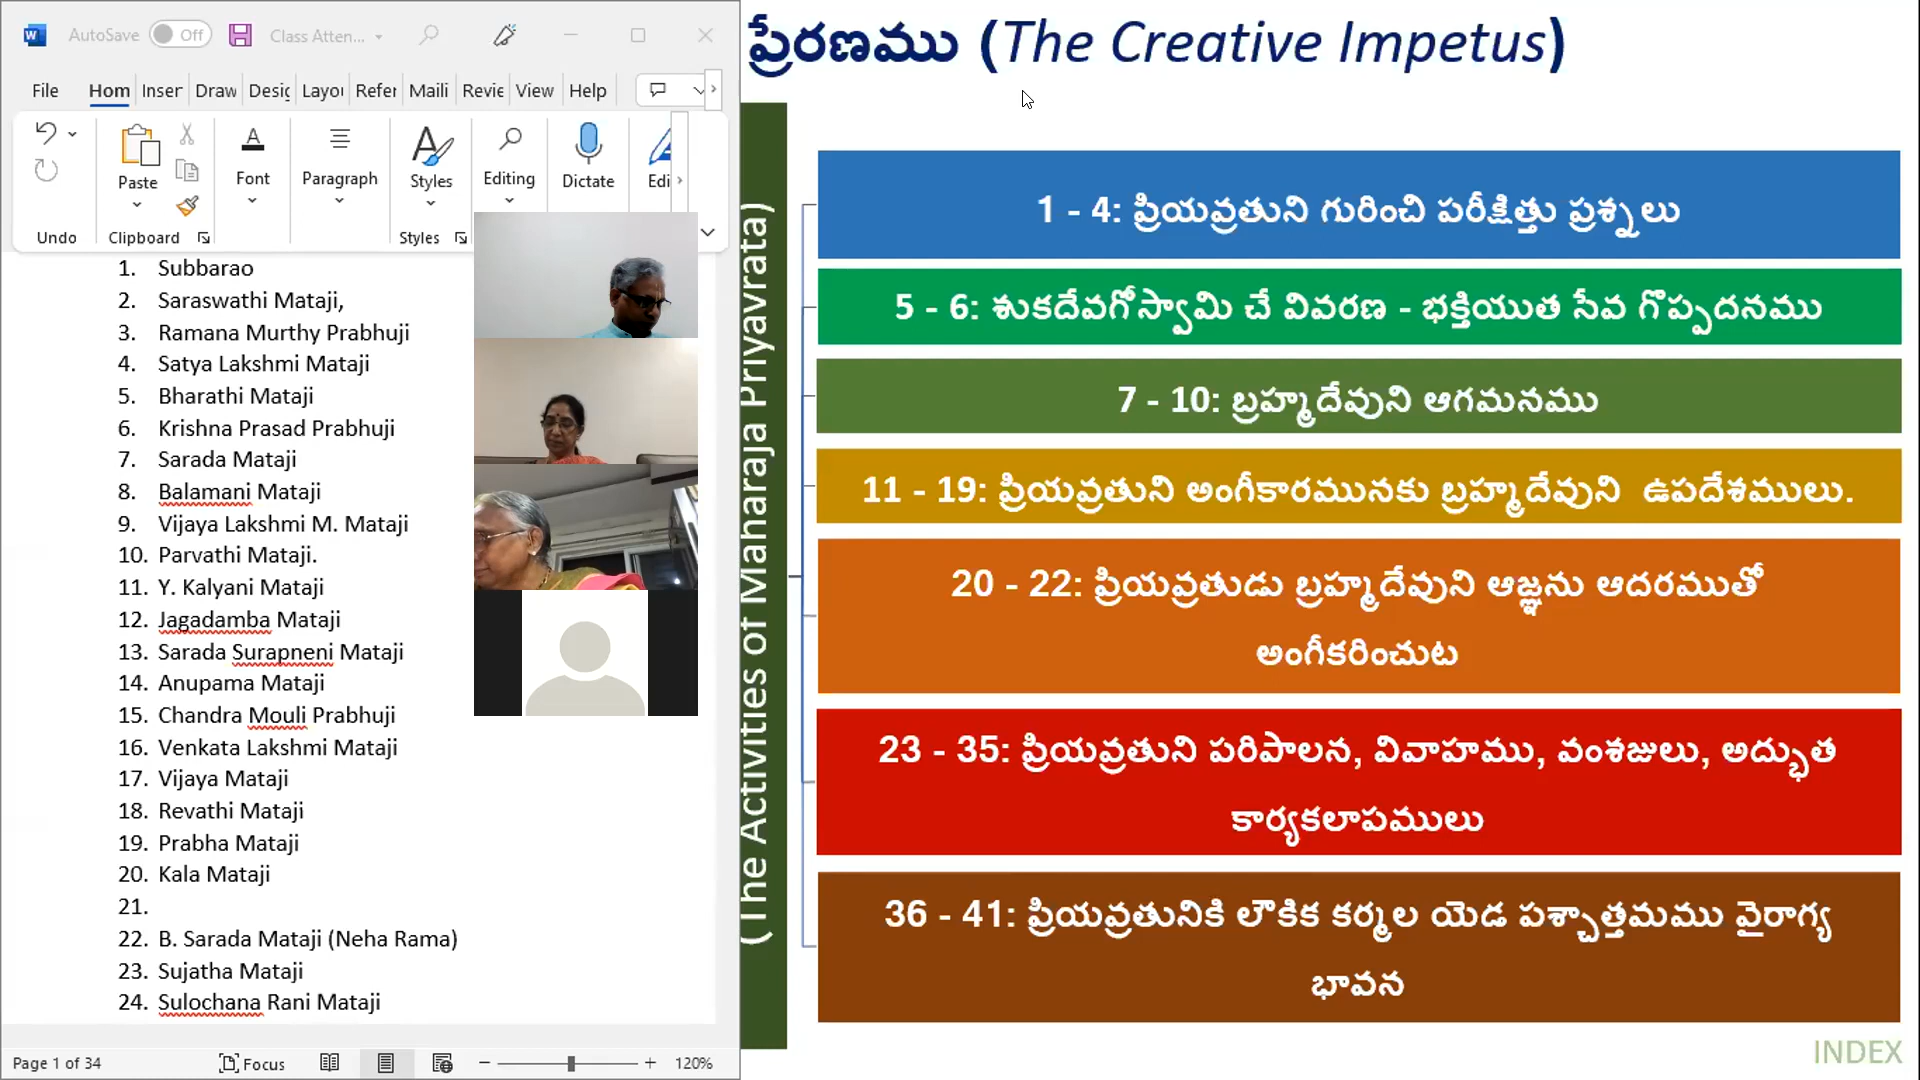 AutoSave Off Class Atten...
File Hom Inser Draw Desig Layou Refer Maili Revie View Help
Paste Font Paragraph Styles Editing Dictate Edi
Undo Clipboard Styles
1. Subbarao
2. Saraswathi Mataji,
3. Ramana Murthy Prabhuji
4. Satya Lakshmi Mataji
5. Bharathi Mataji
6. Krishna Prasad Prabhuji
7. Sarada Mataji
8. Balamani Mataji
9. Vijaya Lakshmi M. Mataji
10. Parvathi Mataji.
11. Y. Kalyani Mataji
12. Jagadamba Mataji
13. Sarada Surapneni Mataji
14. Anupama Mataji
15. Chandra Mouli Prabhuji
16. Venkata Lakshmi Mataji
17. Vijaya Mataji
18. Revathi Mataji
19. Prabha Mataji
20. Kala Mataji
21.
22. B. Sarada Mataji (Neha Rama)
23. Sujatha Mataji
24. Sulochana Rani Mataji
Page 1 of 34 Focus 120%
ప్రేరణము (The Creative Impetus)
(The Activities of Maharaja Priyavrata)
1 - 4: ప్రియవ్రతుని గురించి పరీక్షిత్తు ప్రశ్నలు
5 - 6: శుకదేవగోస్వామి చే వివరణ - భక్తియుత సేవ గొప్పదనము
7 - 10: బ్రహ్మదేవుని ఆగమనము
11 - 19: ప్రియవ్రతుని అంగీకారమునకు బ్రహ్మదేవుని ఉపదేశములు.
20 - 22: ప్రియవ్రతుడు బ్రహ్మదేవుని ఆజ్ఞను ఆదరముతో
అంగీకరించుట
23 - 35: ప్రియవ్రతుని పరిపాలన, వివాహము, వంశజులు, అద్భుత
కార్యకలాపములు
36 - 41: ప్రియవ్రతునికి లౌకిక కర్మల యెడ పశ్చాత్తమము వైరాగ్య
భావన
INDEX